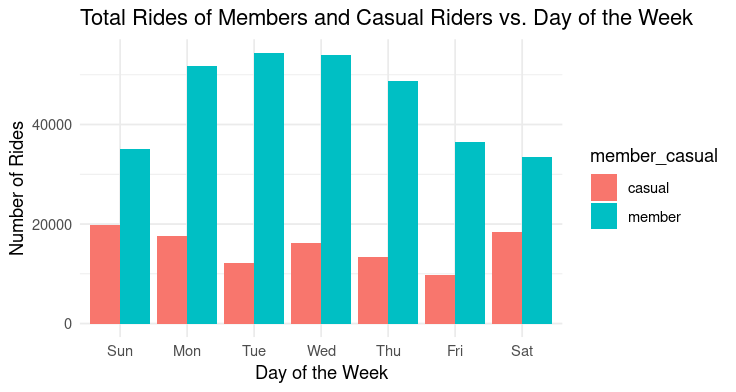 Total Rides of Members and Casual Riders vs. Day of the Week
Number of Rides
40000
20000
0
Sun Mon Tue Wed Thu Fri Sat
Day of the Week
member_casual
casual
member